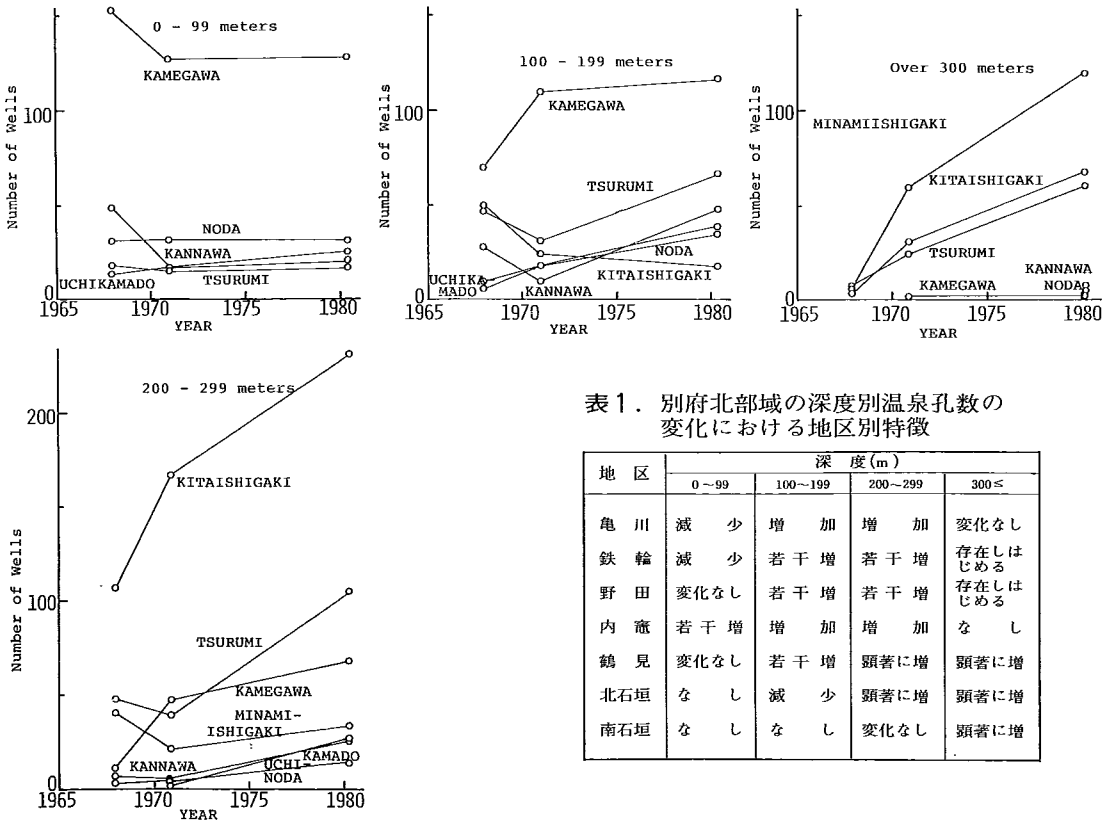 0 - 99 meters
KAMEGAWA
100
Number of Wells
NODA
KANNAWA
UCHIKAMADO
TSURUMI
0
1965 1970 1975 1980
YEAR
100 - 199 meters
KAMEGAWA
100
Number of Wells
TSURUMI
NODA
KITAISHIGAKI
UCHIKA
MADO
KANNAWA
0
1965 1970 1975 1980
YEAR
Over 300 meters
100
Number of Wells
MINAMIISHIGAKI
KITAISHIGAKI
TSURUMI
KANNAWA
KAMEGAWA NODA
0
1965 1970 1975 1980
YEAR
200 - 299 meters
200
KITAISHIGAKI
Number of Wells
100
TSURUMI
KAMEGAWA
MINAMI-
ISHIGAKI
KANNAWA
UCHI-
KAMADO
NODA
0
1965 1970 1975 1980
YEAR
表1. 別府北部域の深度別温泉孔数の
変化における地区別特徴
地区 深度(m)
0~99 100~199 200~299 300≤
亀川 減少 増加 増加 変化なし
鉄輪 減少 若干増 若干増 存在しは
じめる
野田 変化なし 若干増 若干増 存在しは
じめる
内竈 若干増 増加 増加 なし
鶴見 変化なし 若干増 顕著に増 顕著に増
北石垣 なし 減少 顕著に増 顕著に増
南石垣 なし なし 変化なし 顕著に増